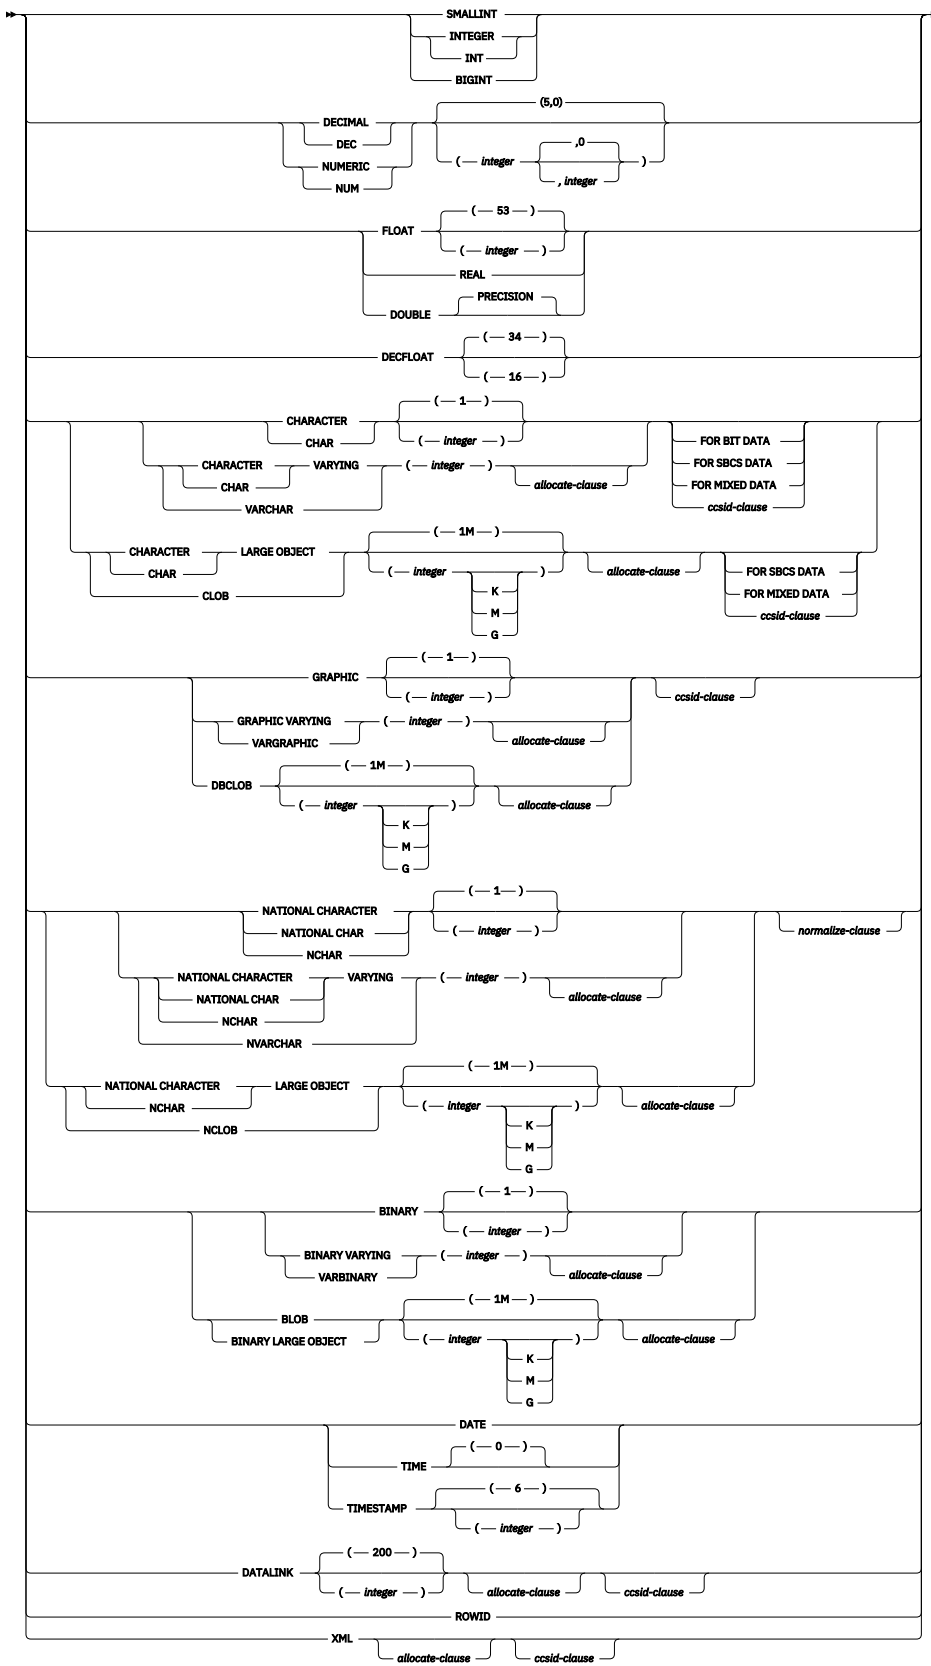 SMALLINT
INTEGER
INT
BIGINT
(5,0)
DECIMAL
DEC
,0
( integer )
NUMERIC
, integer
NUM
( 53 )
FLOAT
( integer )
REAL
PRECISION
DOUBLE
( 34 )
DECFLOAT
( 16 )
( 1 )
CHARACTER
CHAR ( integer ) FOR BIT DATA
CHARACTER VARYING ( integer ) FOR SBCS DATA
CHAR allocate-clause FOR MIXED DATA
VARCHAR ccsid-clause
( 1M )
CHARACTER LARGE OBJECT
CHAR ( integer ) allocate-clause FOR SBCS DATA
CLOB K FOR MIXED DATA
M ccsid-clause
G
( 1 )
GRAPHIC
( integer ) ccsid-clause
GRAPHIC VARYING ( integer )
VARGRAPHIC allocate-clause
( 1M )
DBCLOB
( integer ) allocate-clause
K
M
G
( 1 )
NATIONAL CHARACTER
NATIONAL CHAR ( integer ) normalize-clause
NCHAR
NATIONAL CHARACTER VARYING ( integer )
NATIONAL CHAR allocate-clause
NCHAR
NVARCHAR
( 1M )
NATIONAL CHARACTER LARGE OBJECT
NCHAR ( integer ) allocate-clause
NCLOB K
M
G
( 1 )
BINARY
( integer )
BINARY VARYING ( integer )
VARBINARY allocate-clause
( 1M )
BLOB
BINARY LARGE OBJECT ( integer ) allocate-clause
K
M
G
DATE
( 0 )
TIME
( 6 )
TIMESTAMP
( integer )
( 200 )
DATALINK
( integer ) allocate-clause ccsid-clause
ROWID
XML
allocate-clause ccsid-clause